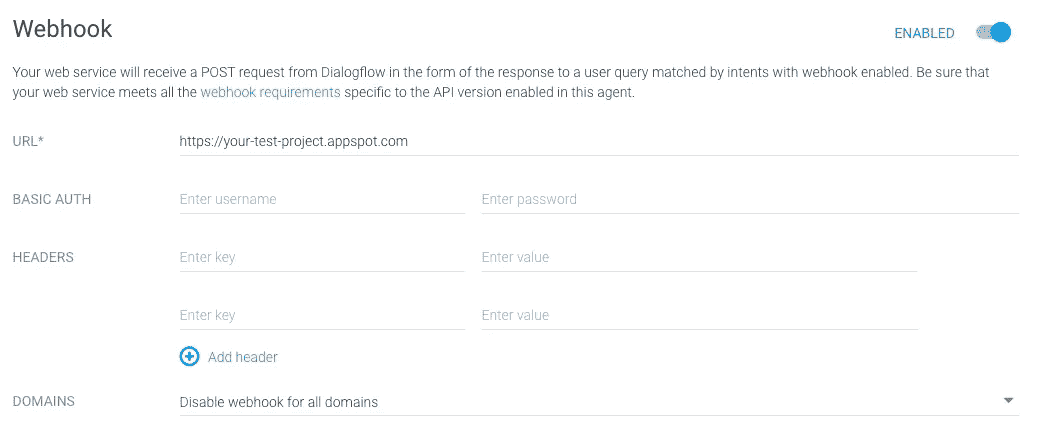 Webhook
ENABLED
Your web service will receive a POST request from Dialogflow in the form of the response to a user query matched by intents with webhook enabled. Be sure that
your web service meets all the webhook requirements specific to the API version enabled in this agent.
URL* https://your-test-project.appspot.com
BASIC AUTH Enter username Enter password
HEADERS Enter key Enter value
Enter key Enter value
Add header
DOMAINS Disable webhook for all domains